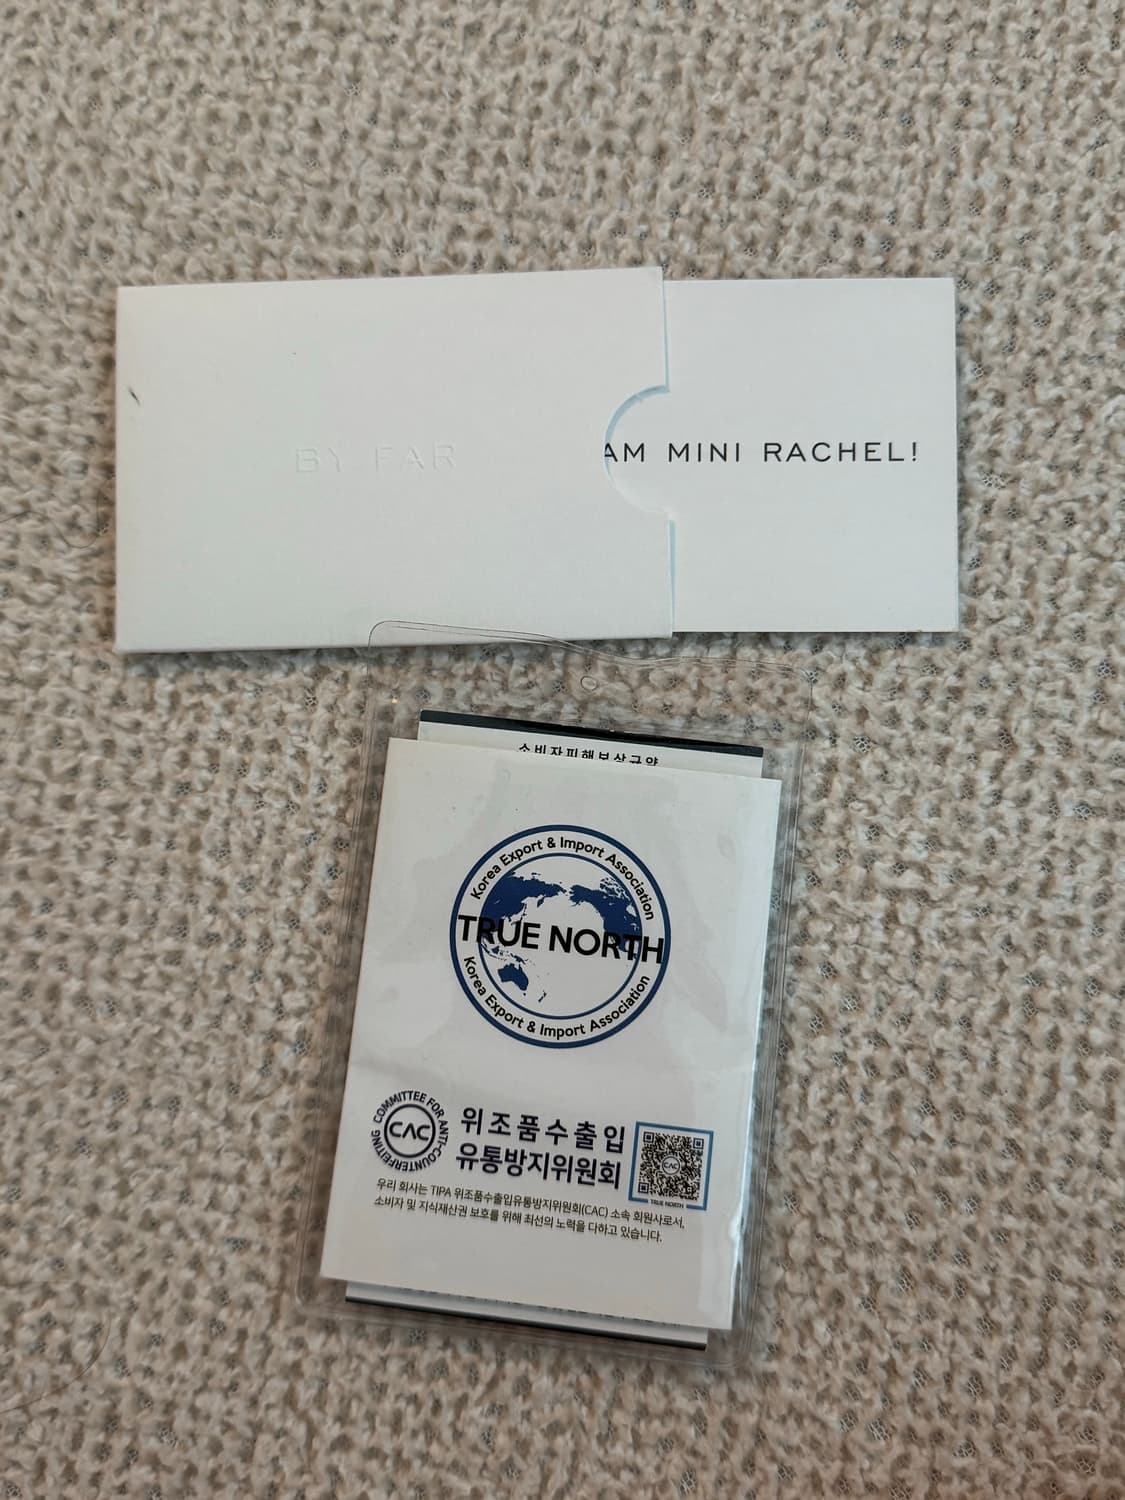 BY FAR
AM MINI RACHEL!
소비자피해보상규약
Korea Export & Import Association
TRUE NORTH
Korea Export & Import Association
COMMITTEE FOR ANTI-COUNTERFEITING
CAC
위조품수출입
유통방지위원회
CAC
TRUE NORTH
우리 회사는 TIPA 위조품수출입유통방지위원회(CAC) 소속 회원사로서,
소비자 및 지식재산권 보호를 위해 최선의 노력을 다하고 있습니다.